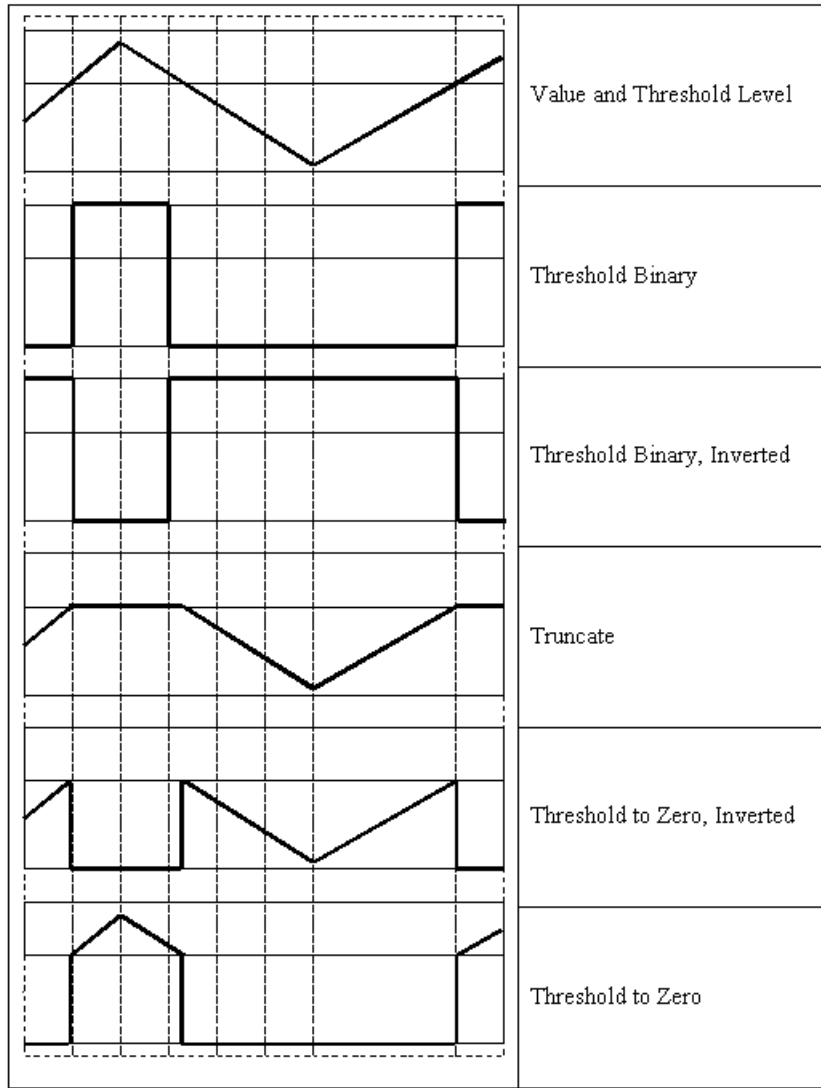 Value and Threshold Level
Threshold Binary
Threshold Binary, Inverted
Truncate
Threshold to Zero, Inverted
Threshold to Zero